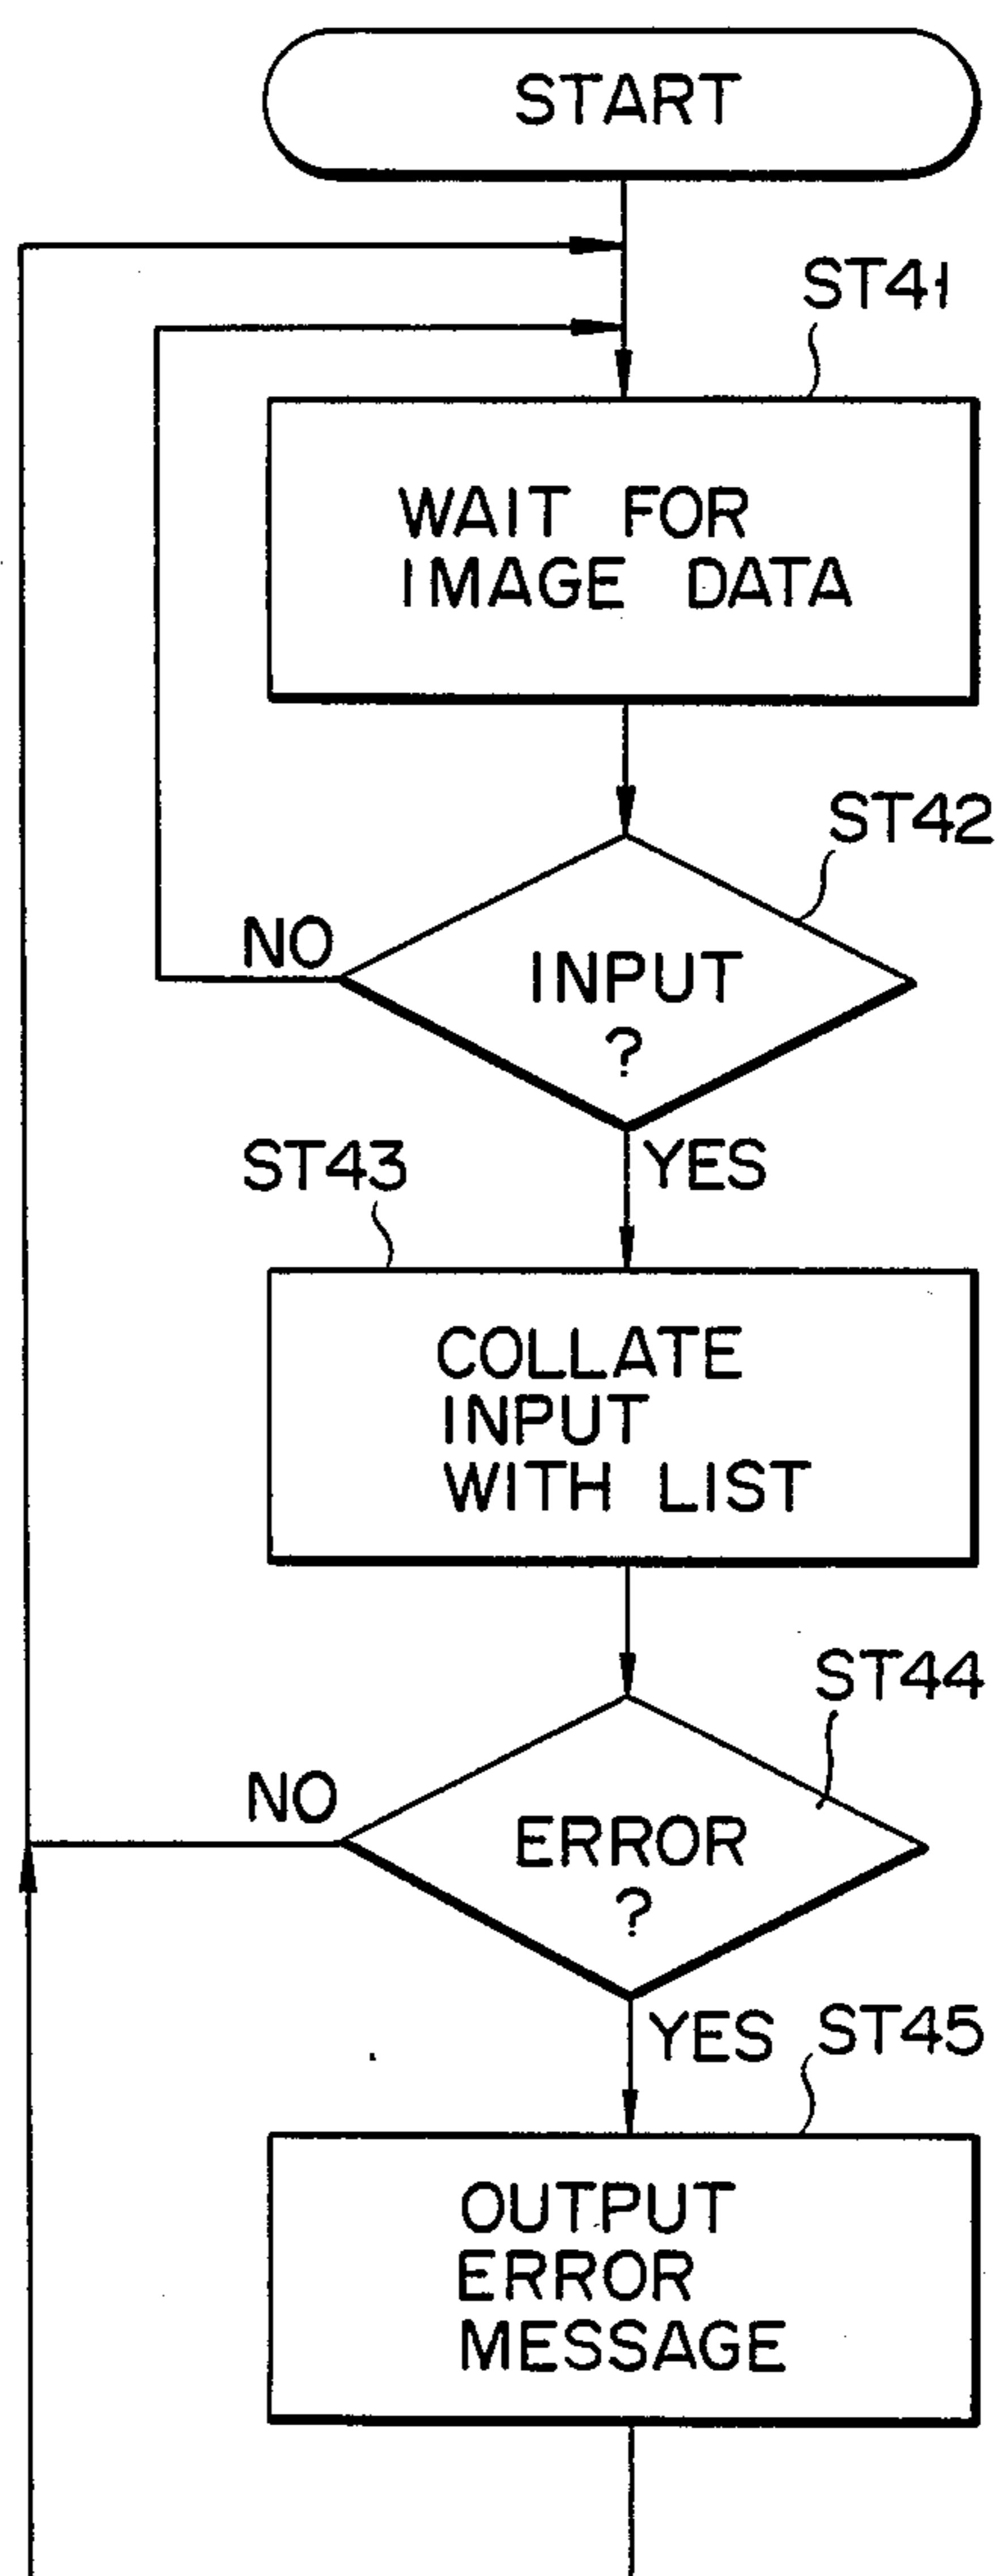 START
ST41
WAIT FOR
IMAGE DATA
ST42
NO
INPUT
?
YES
ST43
COLLATE
INPUT
WITH LIST
ST44
NO
ERROR
?
YES
ST45
OUTPUT
ERROR
MESSAGE